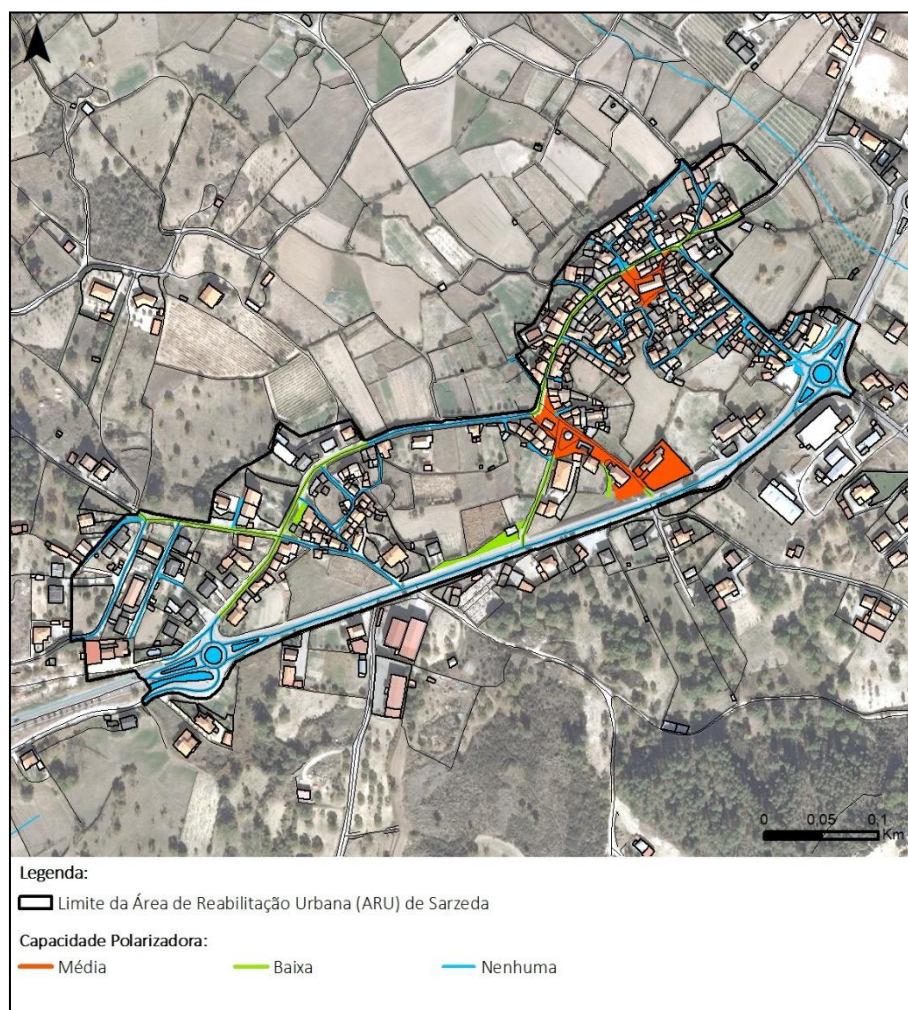 0 0,05 0,1
Km
Legenda:
Limite da Área de Reabilitação Urbana (ARU) de Sarzeda
Capacidade Polarizadora:
Média Baixa Nenhuma